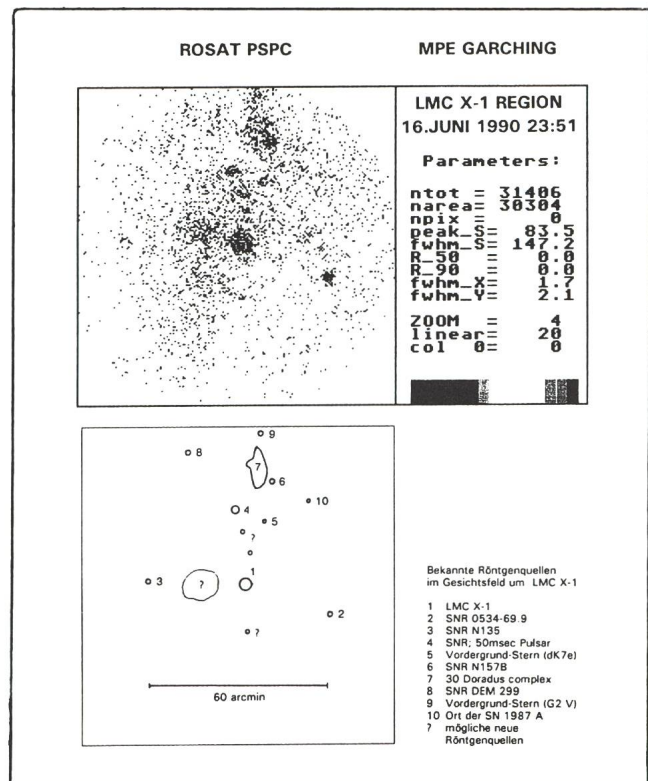 ROSAT PSPC
MPE GARCHING
LMC X-1 REGION
16.JUNI 1990 23:51
Parameters:
ntot = 31406
narea= 30304
npix = 0
peak_S= 83.5
fwhm_S= 147.2
R_50 = 0.0
R_90 = 0.0
fwhm_X= 1.7
fwhm_Y= 2.1
ZOOM = 4
linear= 20
col 0= 0
9
8
7
6
10
4
5
?
1
3
?
2
?
60 arcmin
Bekannte Röntgenquellen
im Gesichtsfeld um LMC X-1
1 LMC X-1
2 SNR 0534-69.9
3 SNR N135
4 SNR; 50msec Pulsar
5 Vordergrund-Stern (dK7e)
6 SNR N157B
7 30 Doradus complex
8 SNR DEM 299
9 Vordergrund-Stern (G2 V)
10 Ort der SN 1987 A
? mögliche neue
Röntgenquellen